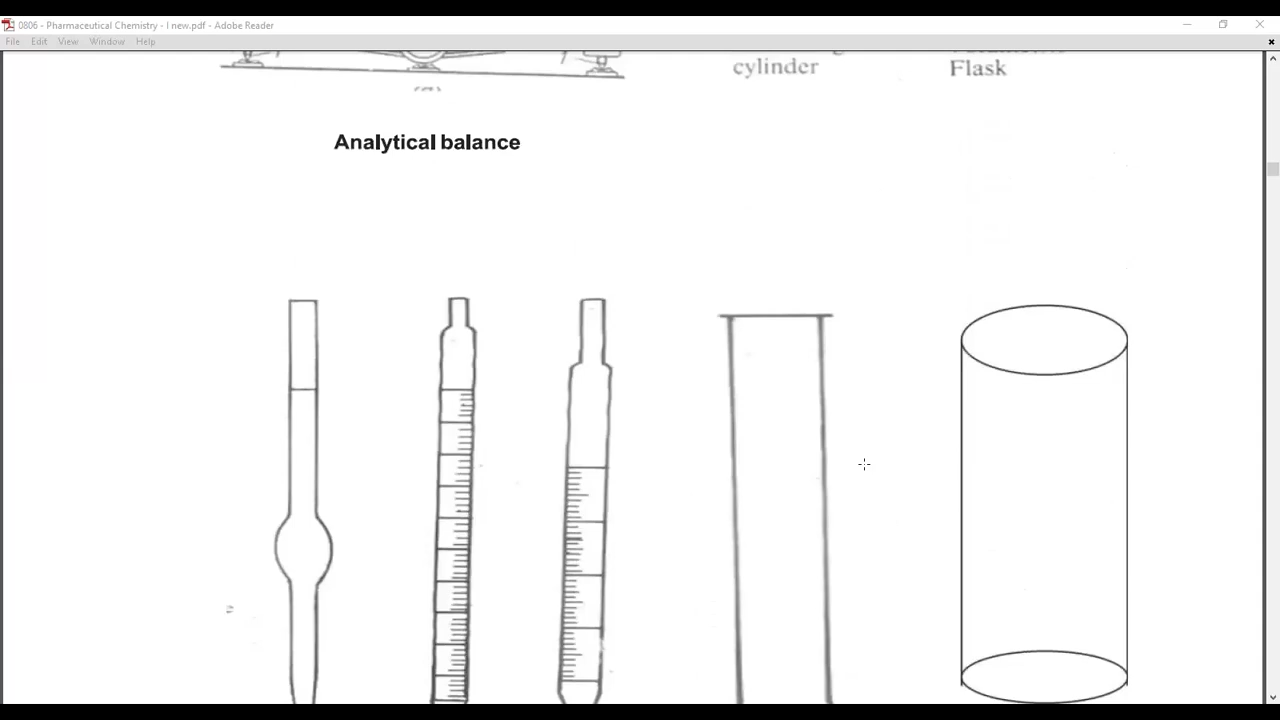 0806 - Pharmaceutical Chemistry - I new.pdf - Adobe Reader
File Edit View Window Help
cylinder
Flask
Analytical balance